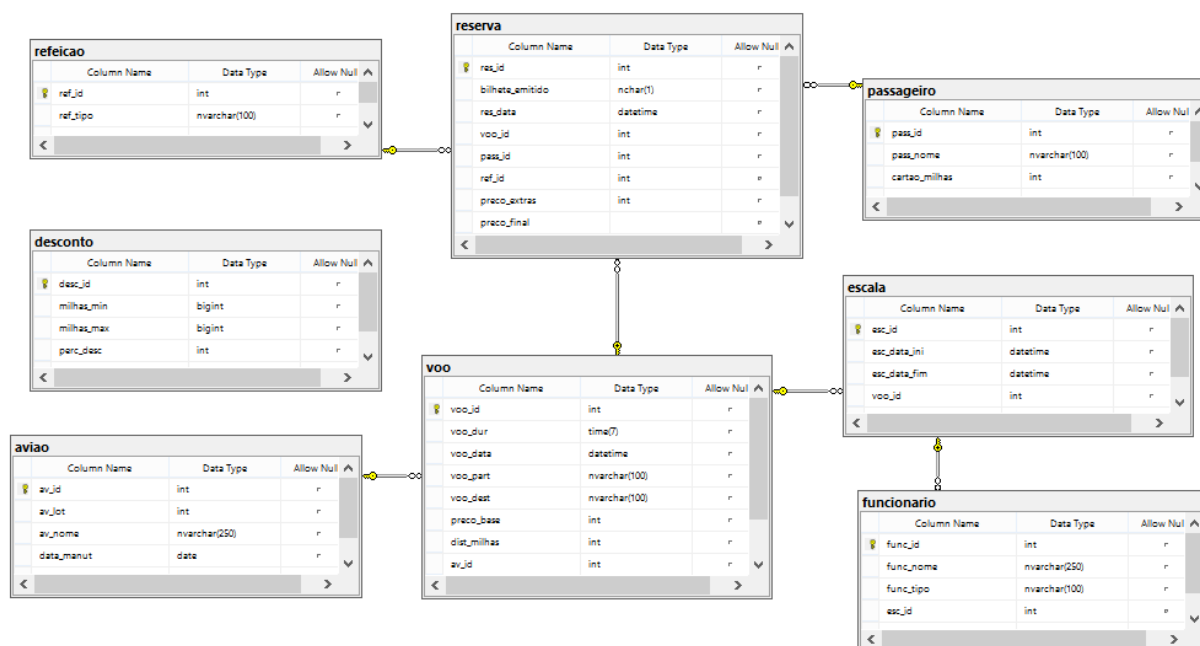 refeicao
Column Name Data Type Allow Nul
ref_id int
ref_tipo nvarchar(100)
reserva
Column Name Data Type Allow Nul
res_id int
bilhete_emitido nchar(1)
res_data datetime
voo_id int
pass_id int
ref_id int
preco_extras int
preco_final
passageiro
Column Name Data Type Allow Nul
pass_id int
pass_nome nvarchar(100)
cartao_milhas int
desconto
Column Name Data Type Allow Nul
desc_id int
milhas_min bigint
milhas_max bigint
perc_desc int
escala
Column Name Data Type Allow Nul
esc_id int
esc_data_ini datetime
esc_data_fim datetime
voo_id int
voo
Column Name Data Type Allow Nul
voo_id int
voo_dur time(7)
voo_data datetime
voo_part nvarchar(100)
voo_dest nvarchar(100)
preco_base int
dist_milhas int
av_id int
aviao
Column Name Data Type Allow Nul
av_id int
av_lot int
av_nome nvarchar(250)
data_manut date
funcionario
Column Name Data Type Allow Nul
func_id int
func_nome nvarchar(250)
func_tipo nvarchar(100)
esc_id int